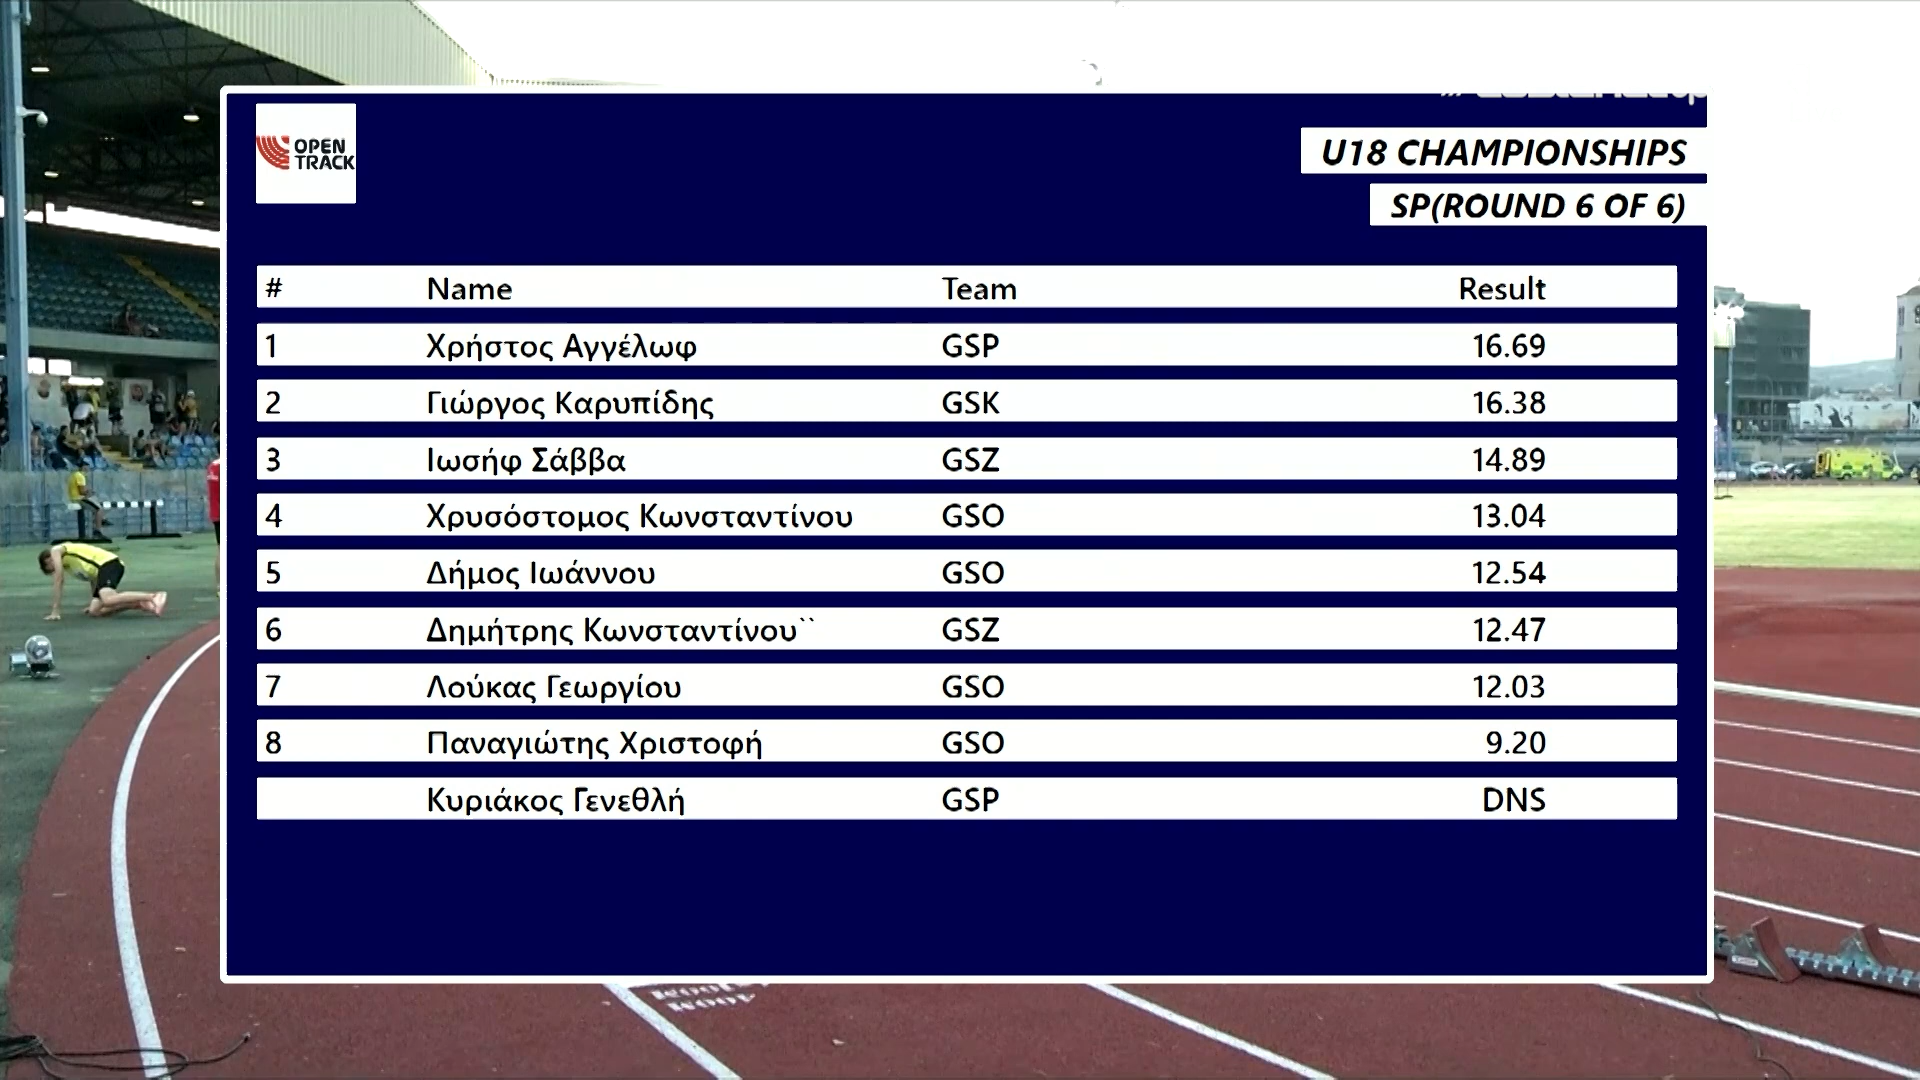 OPEN
TRACK
U18 CHAMPIONSHIPS
SP(ROUND 6 OF 6)
# Name Team Result
1 Χρήστος Αγγέλωφ GSP 16.69
2 Γιώργος Καρυπίδης GSK 16.38
3 Ιωσήφ Σάββα GSZ 14.89
4 Χρυσόστομος Κωνσταντίνου GSO 13.04
5 Δήμος Ιωάννου GSO 12.54
6 Δημήτρης Κωνσταντίνου`` GSZ 12.47
7 Λούκας Γεωργίου GSO 12.03
8 Παναγιώτης Χριστοφή GSO 9.20
Κυριάκος Γενεθλή GSP DNS